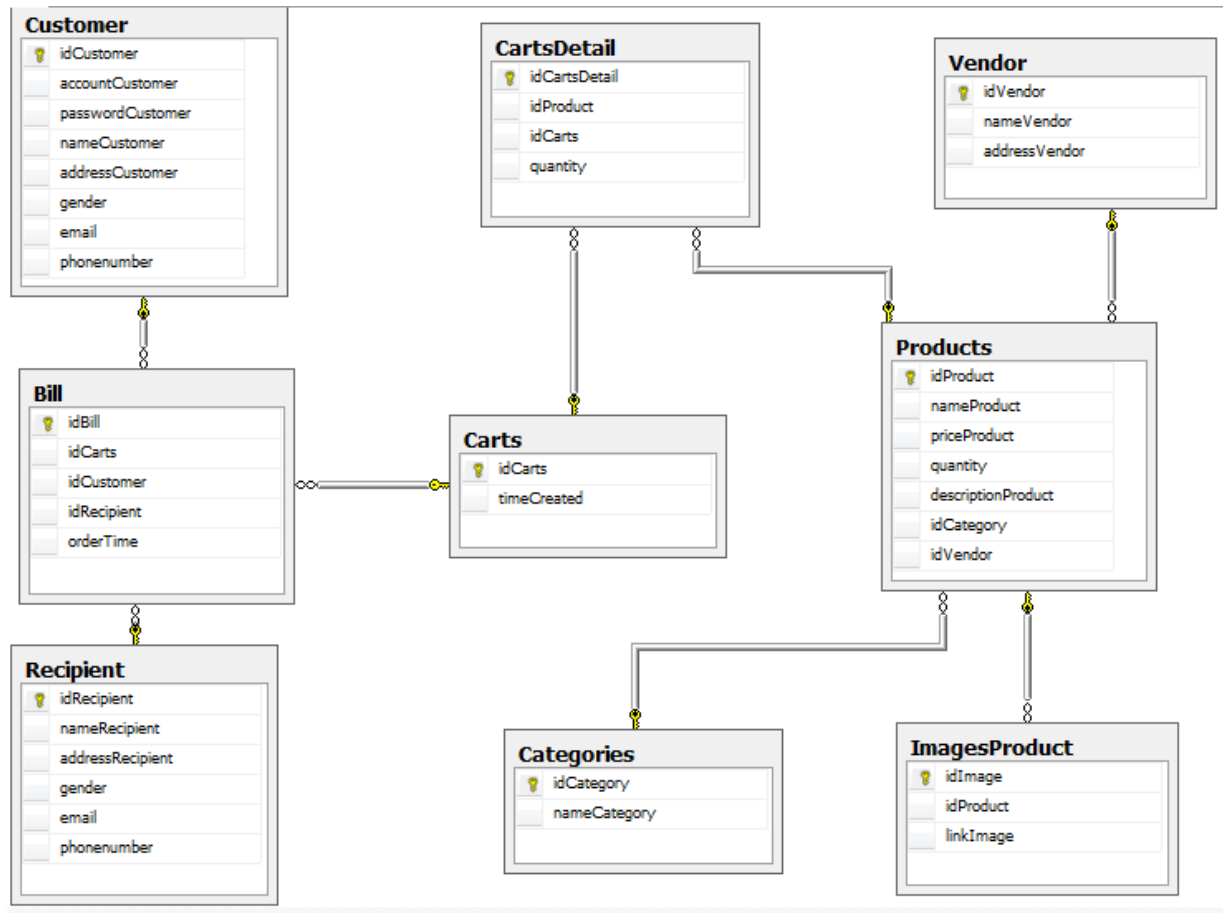 Customer
idCustomer
accountCustomer
passwordCustomer
nameCustomer
addressCustomer
gender
email
phonenumber
CartsDetail
idCartsDetail
idProduct
idCarts
quantity
Vendor
idVendor
nameVendor
addressVendor
Bill
idBill
idCarts
idCustomer
idRecipient
orderTime
Carts
idCarts
timeCreated
Products
idProduct
nameProduct
priceProduct
quantity
descriptionProduct
idCategory
idVendor
Recipient
idRecipient
nameRecipient
addressRecipient
gender
email
phonenumber
Categories
idCategory
nameCategory
ImagesProduct
idImage
idProduct
linkImage